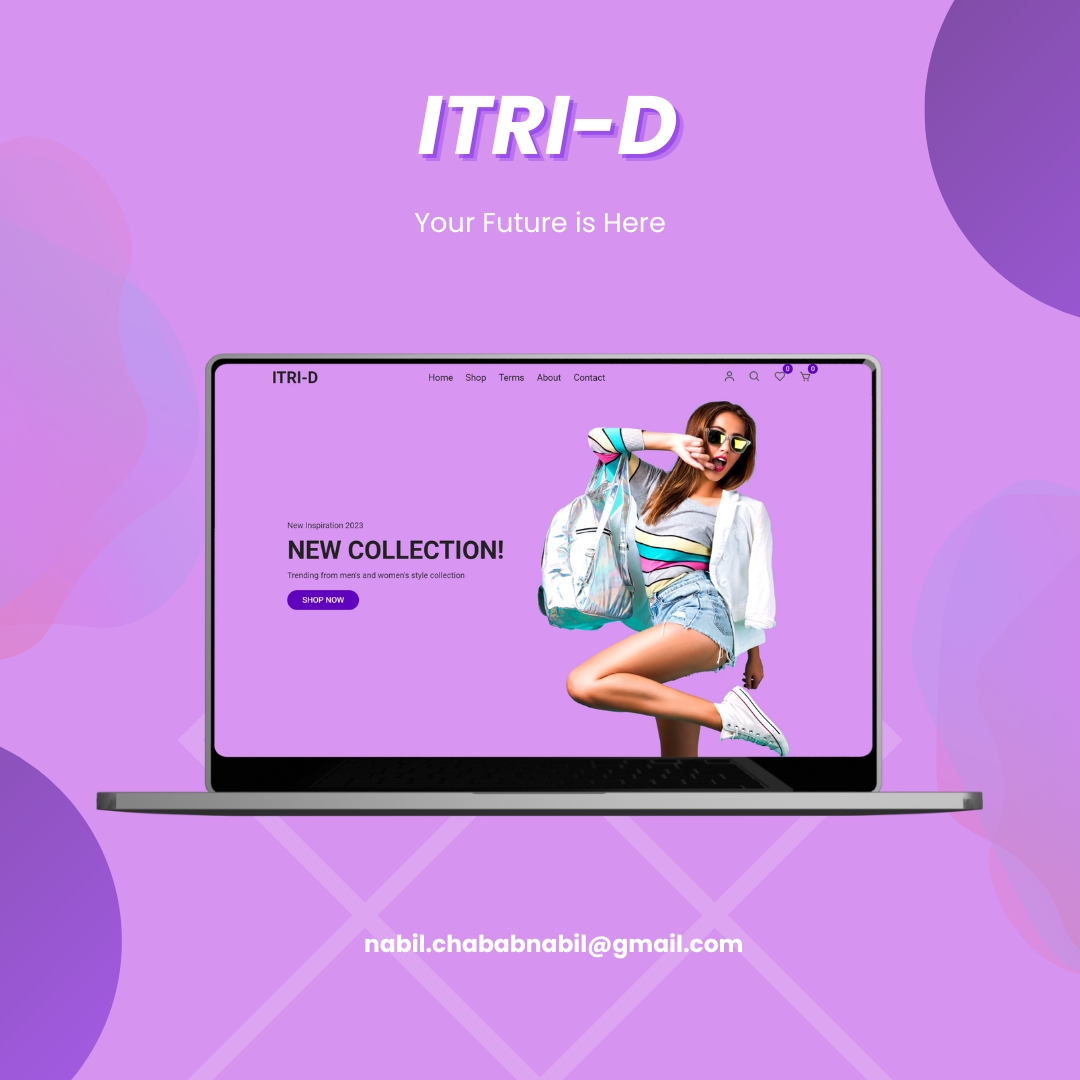 ITRI-D
Your Future is Here
ITRI-D
Home Shop Terms About Contact
0 0
New Inspiration 2023
NEW COLLECTION!
Trending from men's and women's style collection
SHOP NOW
nabil.chababnabil@gmail.com